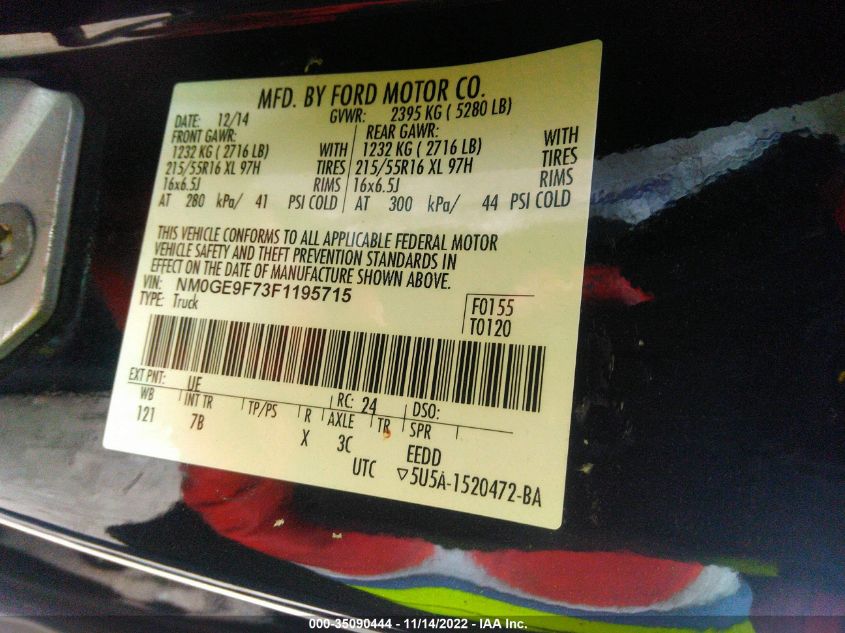 MFD. BY FORD MOTOR CO.
DATE: 12/14 GVWR: 2395 KG ( 5280 LB)
FRONT GAWR: REAR GAWR:
1232 KG ( 2716 LB) WITH 1232 KG ( 2716 LB) WITH
215/55R16 XL 97H TIRES 215/55R16 XL 97H TIRES
16x6.5J RIMS 16x6.5J RIMS
AT 280 kPa/ 41 PSI COLD AT 300 kPa/ 44 PSI COLD
THIS VEHICLE CONFORMS TO ALL APPLICABLE FEDERAL MOTOR
VEHICLE SAFETY AND THEFT PREVENTION STANDARDS IN
EFFECT ON THE DATE OF MANUFACTURE SHOWN ABOVE.
VIN: NM0GE9F73F1195715
TYPE: Truck
F0155
T0120
EXT PNT: UE RC: 24 DSO:
WB INT TR TP/PS R AXLE TR SPR
121 7B X 3C EEDD
UTC ▽5U5A-1520472-BA
000-35090444 - 11/14/2022 - IAA Inc.